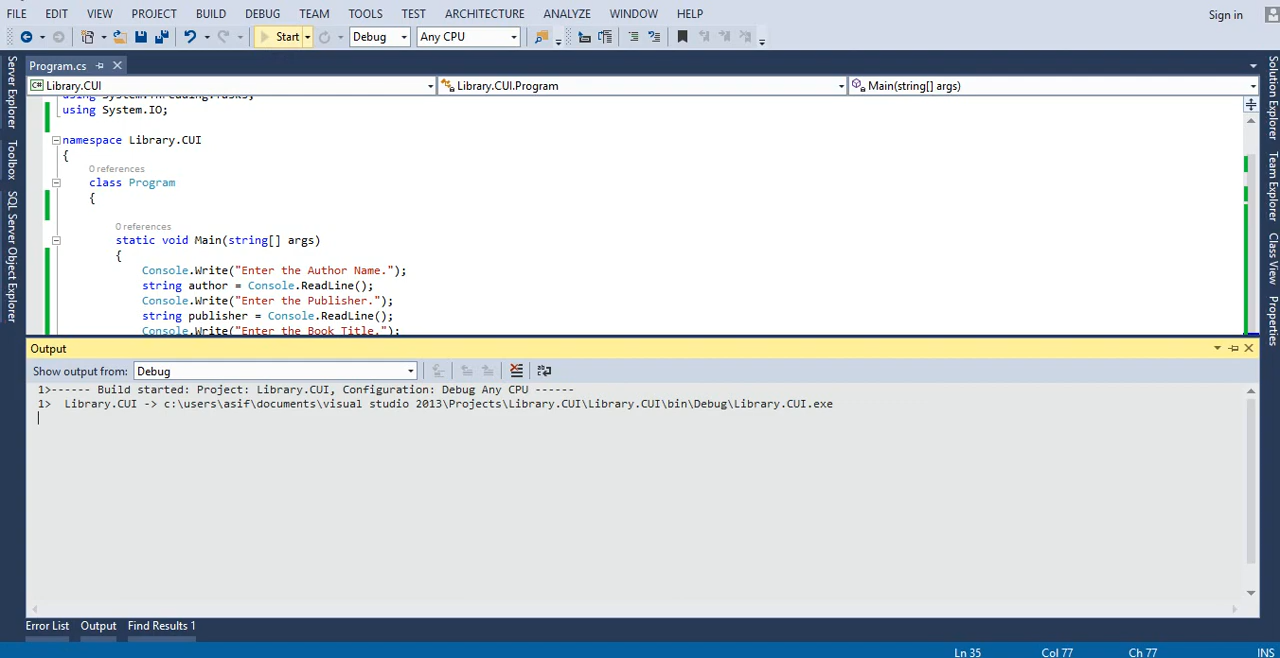 FILE EDIT VIEW PROJECT BUILD DEBUG TEAM TOOLS TEST ARCHITECTURE ANALYZE WINDOW HELP Sign in
Start Debug Any CPU
Program.cs
Library.CUI Library.CUI.Program Main(string[] args)
using System.Threading.Tasks;
using System.IO;
namespace Library.CUI
{
0 references
class Program
{
0 references
static void Main(string[] args)
{
Console.Write("Enter the Author Name.");
string author = Console.ReadLine();
Console.Write("Enter the Publisher.");
string publisher = Console.ReadLine();
Console.Write("Enter the Book Title.");
Server Explorer
Toolbox
SQL Server Object Explorer
Solution Explorer
Team Explorer
Class View
Properties
Output
Show output from: Debug
1>------ Build started: Project: Library.CUI, Configuration: Debug Any CPU ------
1> Library.CUI -> c:\users\asif\documents\visual studio 2013\Projects\Library.CUI\Library.CUI\bin\Debug\Library.CUI.exe
Error List Output Find Results 1
Ln 35 Col 77 Ch 77 INS